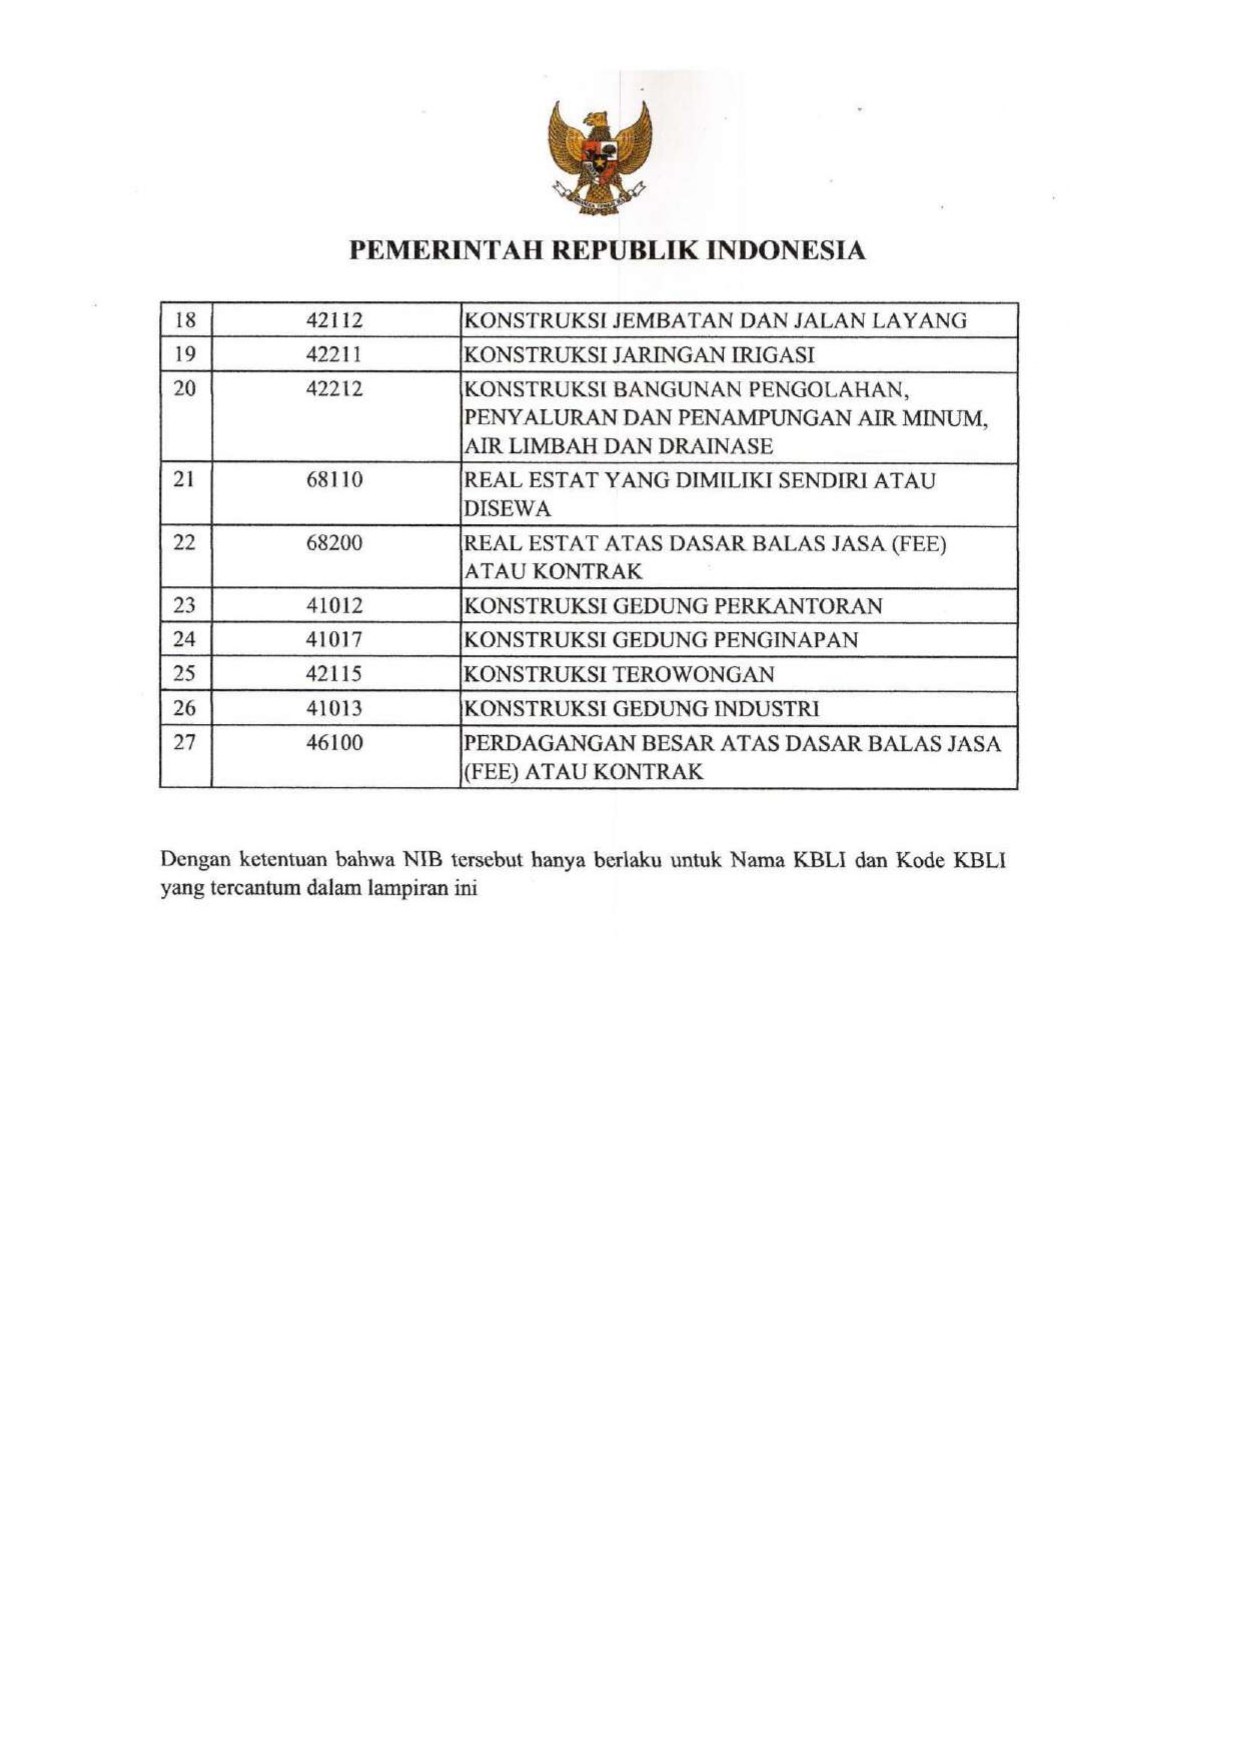 PEMERINTAH REPUBLIK INDONESIA
18 42112 KONSTRUKSI JEMBATAN DAN JALAN LAYANG
19 42211 KONSTRUKSI JARINGAN IRIGASI
20 42212 KONSTRUKSI BANGUNAN PENGOLAHAN,
PENYALURAN DAN PENAMPUNGAN AIR MINUM,
AIR LIMBAH DAN DRAINASE
21 68110 REAL ESTAT YANG DIMILIKI SENDIRI ATAU
DISEWA
22 68200 REAL ESTAT ATAS DASAR BALAS JASA (FEE)
ATAU KONTRAK
23 41012 KONSTRUKSI GEDUNG PERKANTORAN
24 41017 KONSTRUKSI GEDUNG PENGINAPAN
25 42115 KONSTRUKSI TEROWONGAN
26 41013 KONSTRUKSI GEDUNG INDUSTRI
27 46100 PERDAGANGAN BESAR ATAS DASAR BALAS JASA
(FEE) ATAU KONTRAK
Dengan ketentuan bahwa NIB tersebut hanya berlaku untuk Nama KBLI dan Kode KBLI
yang tercantum dalam lampiran ini